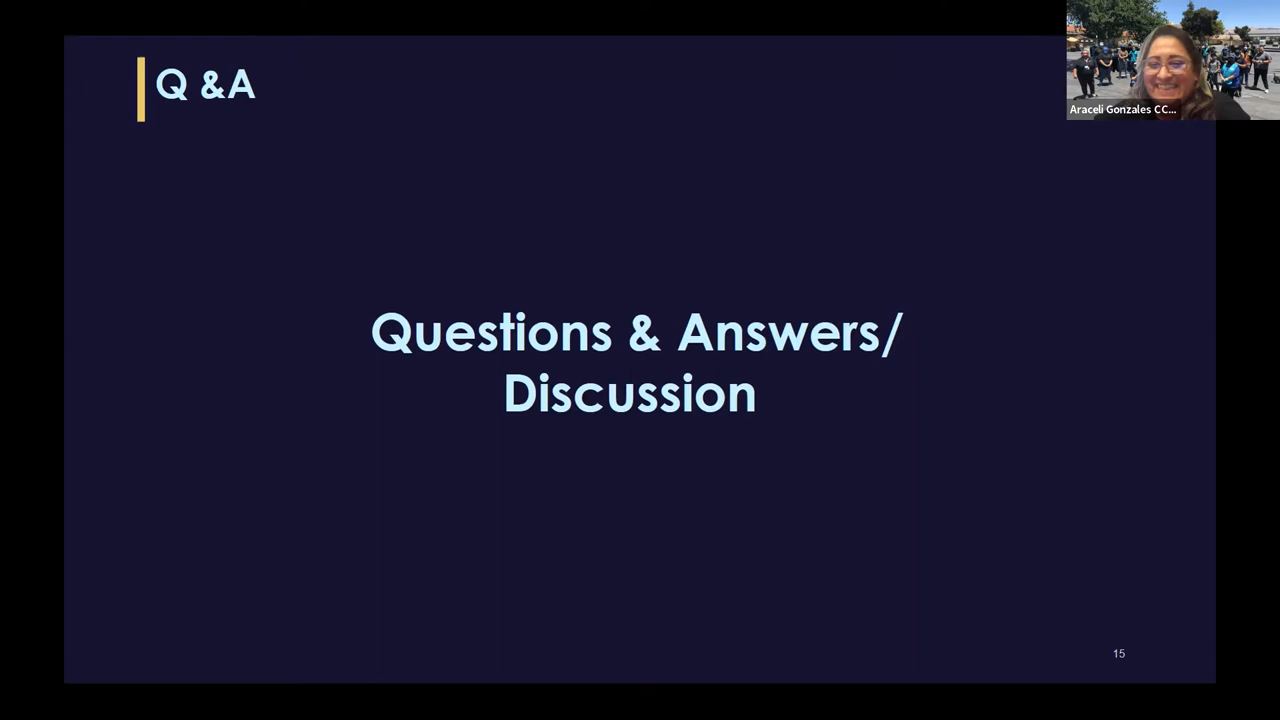 Q &A
Araceli Gonzales CC...
Questions & Answers/
Discussion
15